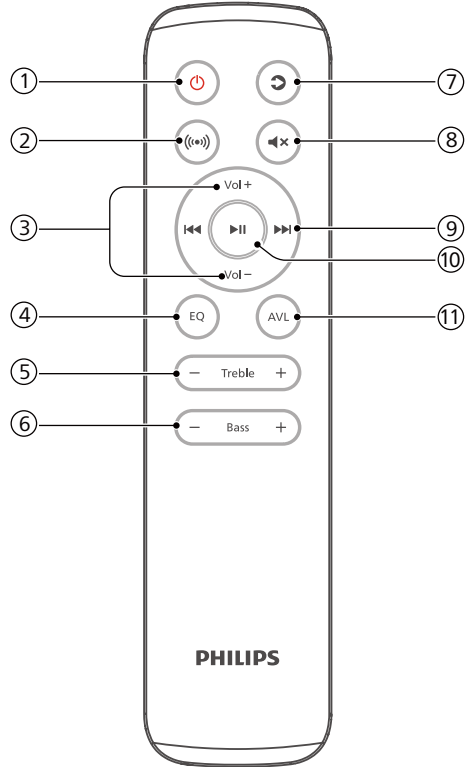 ① ⑦
② ⑧
Vol +
③ ⑨
⑩
Vol −
④ EQ AVL ⑪
⑤ − Treble +
⑥ − Bass +
PHILIPS